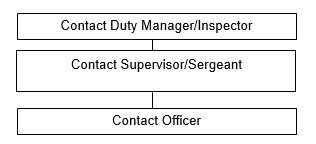 Contact Duty Manager/Inspector
Contact Supervisor/Sergeant
Contact Officer